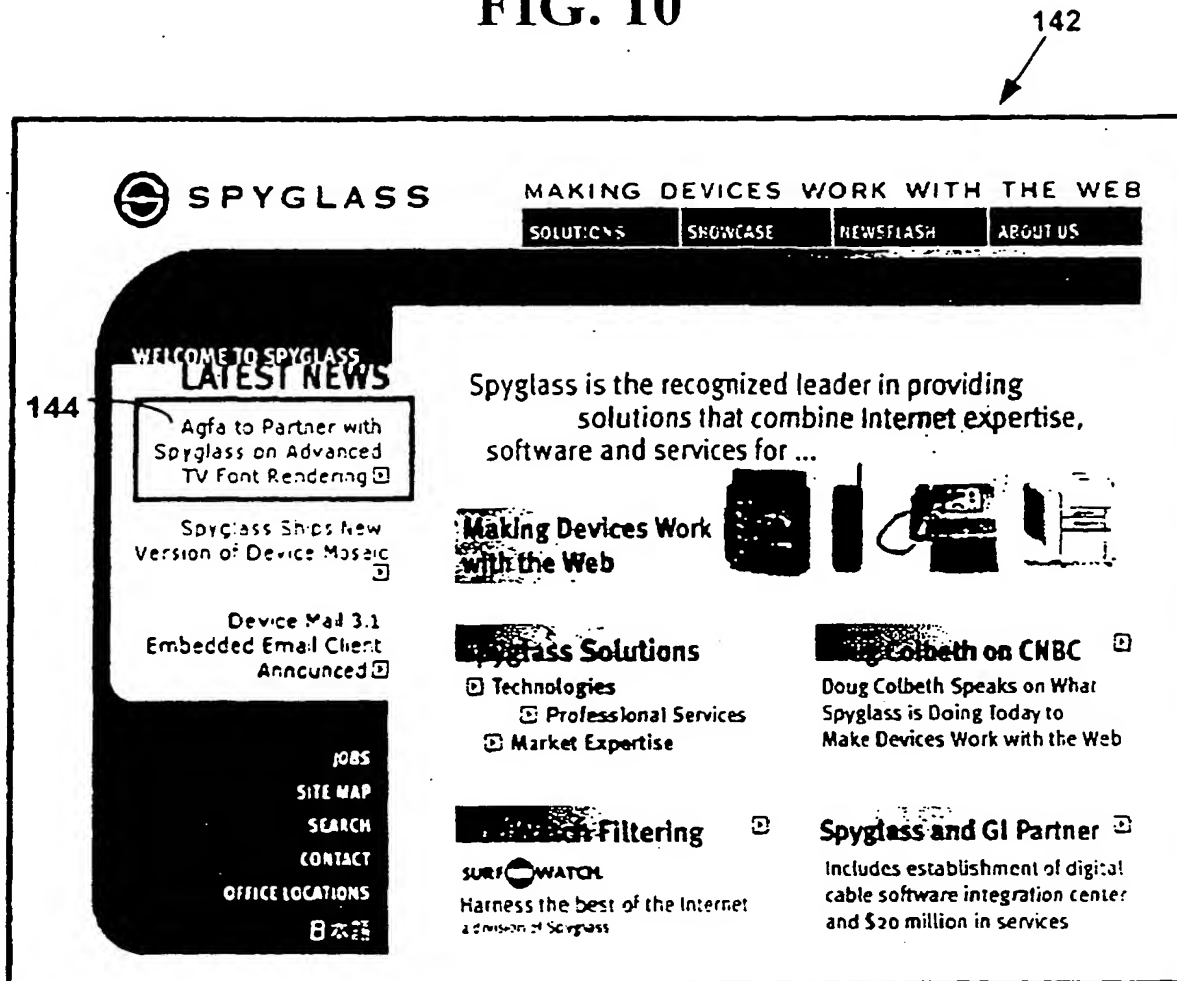 FIG. 10
142
SPYGLASS
MAKING DEVICES WORK WITH THE WEB
SOLUTIONS
SHOWCASE
NEWSFLASH
ABOUT US
WELCOME TO SPYGLASS
LATEST NEWS
144
Agfa to Partner with
Spyglass on Advanced
TV Font Rendering
Spyglass Ships New
Version of Device Mosaic
Device Mail 3.1
Embedded Email Client
Announced
JOBS
SITE MAP
SEARCH
CONTACT
OFFICE LOCATIONS
日本語
Spyglass is the recognized leader in providing
solutions that combine Internet expertise,
software and services for ...
Making Devices Work
with the Web
Spyglass Solutions
Technologies
Professional Services
Market Expertise
Doug Colbeth on CNBC
Doug Colbeth Speaks on What
Spyglass is Doing Today to
Make Devices Work with the Web
Filtering
SURF WATCH
Harness the best of the Internet
a division of Spyglass
Spyglass and GI Partner
Includes establishment of digital
cable software integration center
and $20 million in services